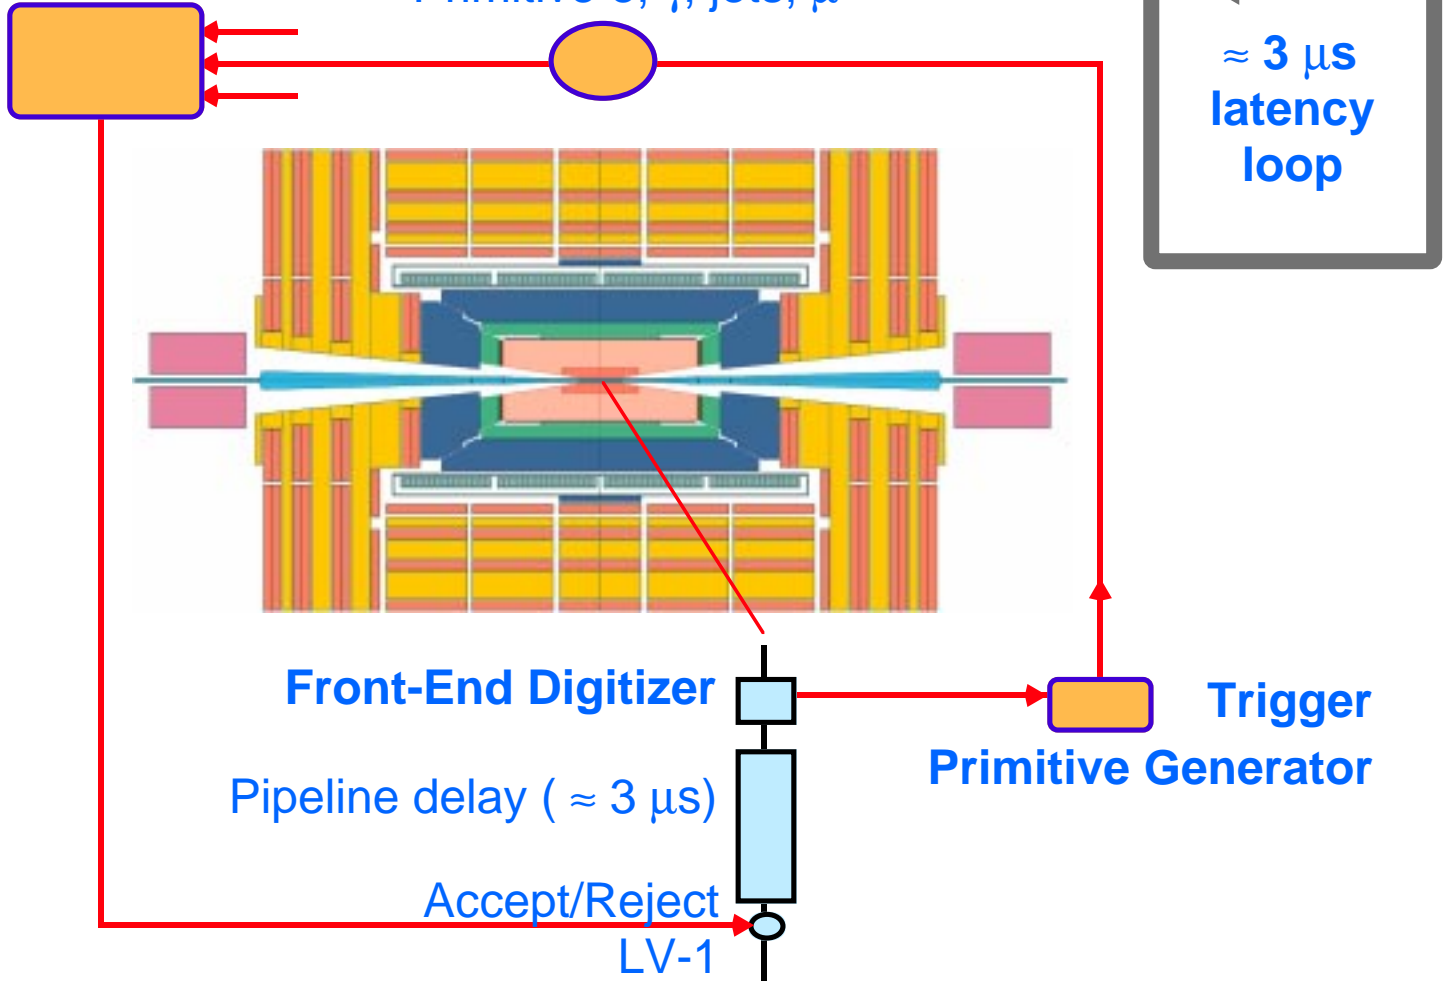 ≈ 3 μs
latency
loop
Front-End Digitizer
Trigger
Primitive Generator
Pipeline delay ( ≈ 3 μs)
Accept/Reject
LV-1